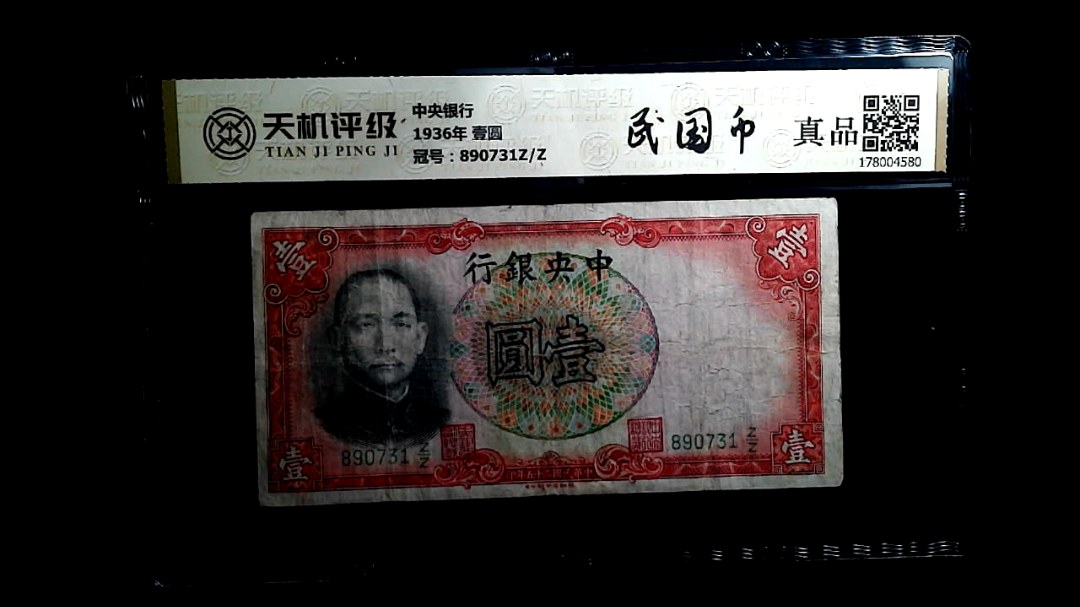 天机评级
TIAN JI PING JI
中央银行
1936年 壹圆
冠号：890731Z/Z
民国币
真品
178004580
壹
壹
行銀央中
圓壹
890731 Z/Z
890731 Z/Z
壹
壹